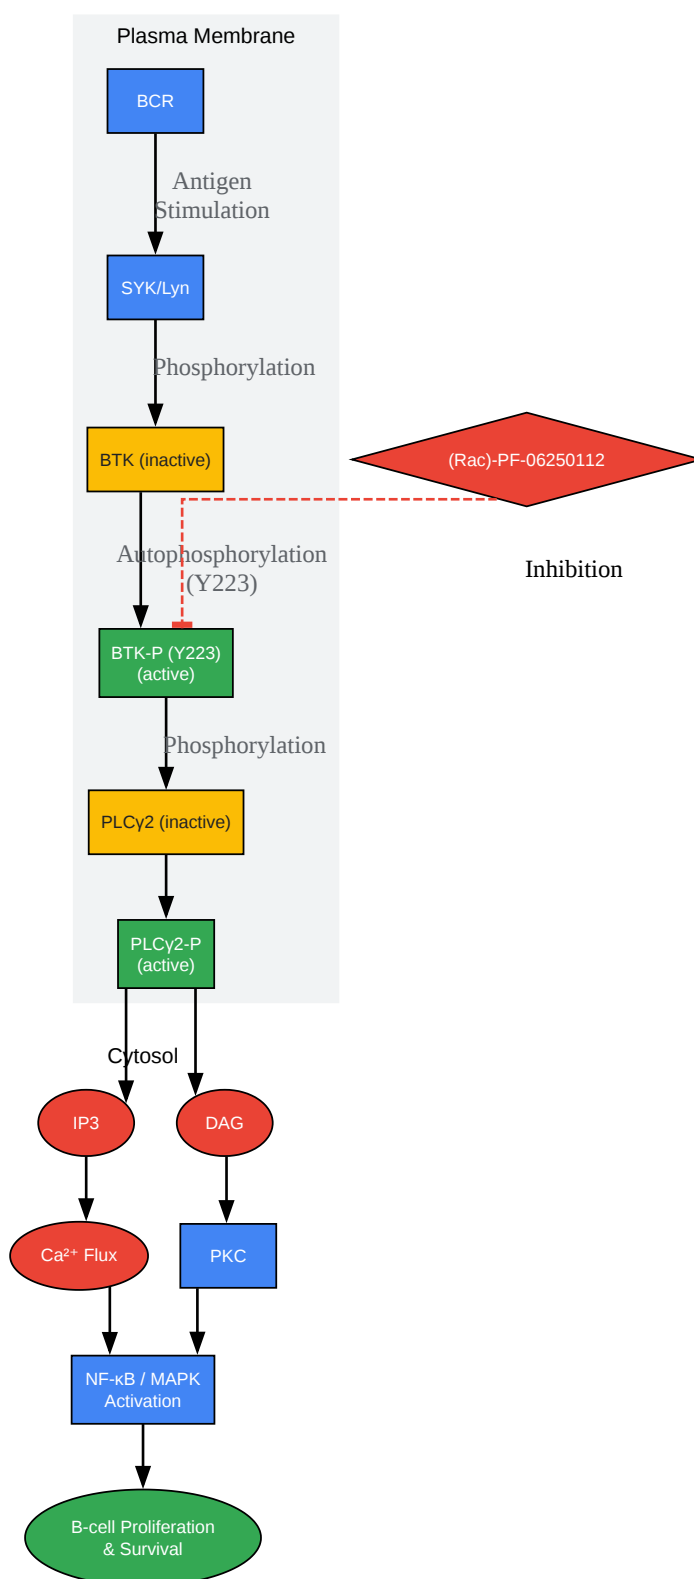 Plasma Membrane
BCR
Antigen
Stimulation
SYK/Lyn
Phosphorylation
BTK (inactive)
(Rac)-PF-06250112
Autophosphorylation
(Y223)
Inhibition
BTK-P (Y223)
(active)
Phosphorylation
PLCγ2 (inactive)
PLCγ2-P
(active)
Cytosol
IP3
DAG
Ca²⁺ Flux
PKC
NF-κB / MAPK
Activation
B-cell Proliferation
& Survival